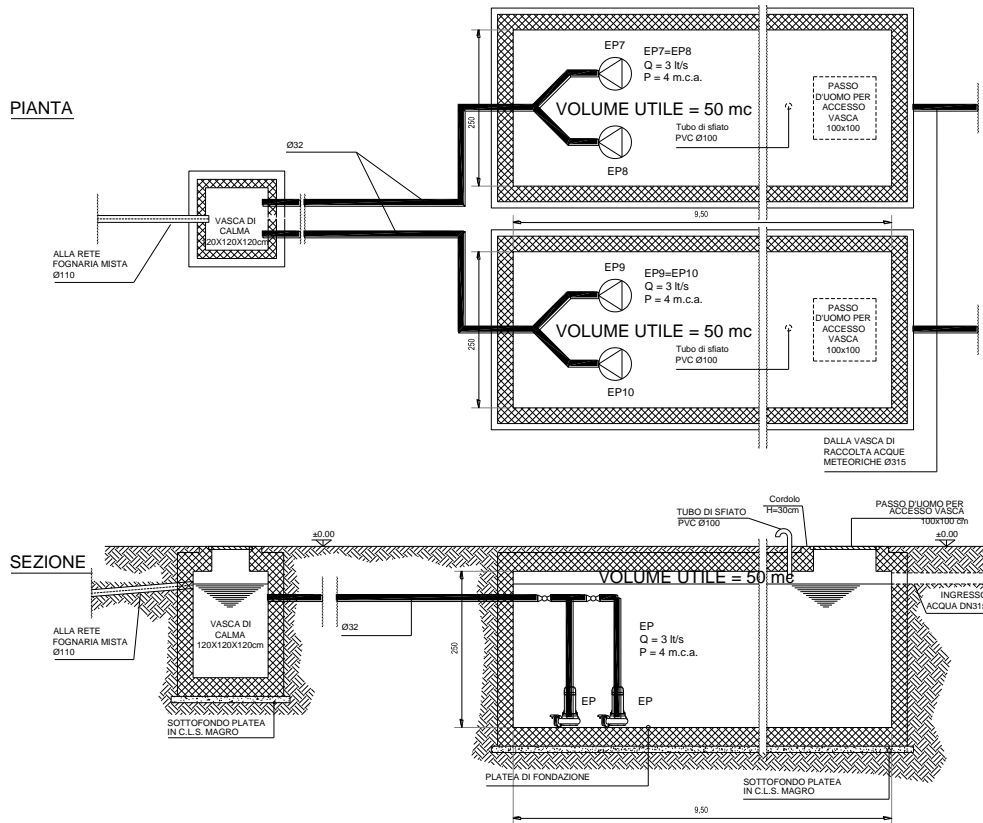 PIANTA
EP7
EP7=EP8
Q = 3 lt/s
P = 4 m.c.a.
VOLUME UTILE = 50 mc
Tubo di sfiato
PVC Ø100
EP8
PASSO
D'UOMO PER
ACCESSO
VASCA
100x100
250
Ø32
VASCA DI
CALMA
120X120X120cm
ALLA RETE
FOGNARIA MISTA
Ø110
9,50
EP9
EP9=EP10
Q = 3 lt/s
P = 4 m.c.a.
VOLUME UTILE = 50 mc
Tubo di sfiato
PVC Ø100
EP10
PASSO
D'UOMO PER
ACCESSO
VASCA
100x100
250
DALLA VASCA DI
RACCOLTA ACQUE
METEORICHE Ø315
SEZIONE
±0.00
TUBO DI SFIATO
PVC Ø100
Cordolo
H=30cm
PASSO D'UOMO PER
ACCESSO VASCA
100x100 cm
±0.00
VOLUME UTILE = 50 mc
INGRESSO
ACQUA DN315
ALLA RETE
FOGNARIA MISTA
Ø110
VASCA DI
CALMA
120X120X120cm
Ø32
250
EP
Q = 3 lt/s
P = 4 m.c.a.
EP
EP
SOTTOFONDO PLATEA
IN C.L.S. MAGRO
PLATEA DI FONDAZIONE
SOTTOFONDO PLATEA
IN C.L.S. MAGRO
9,50